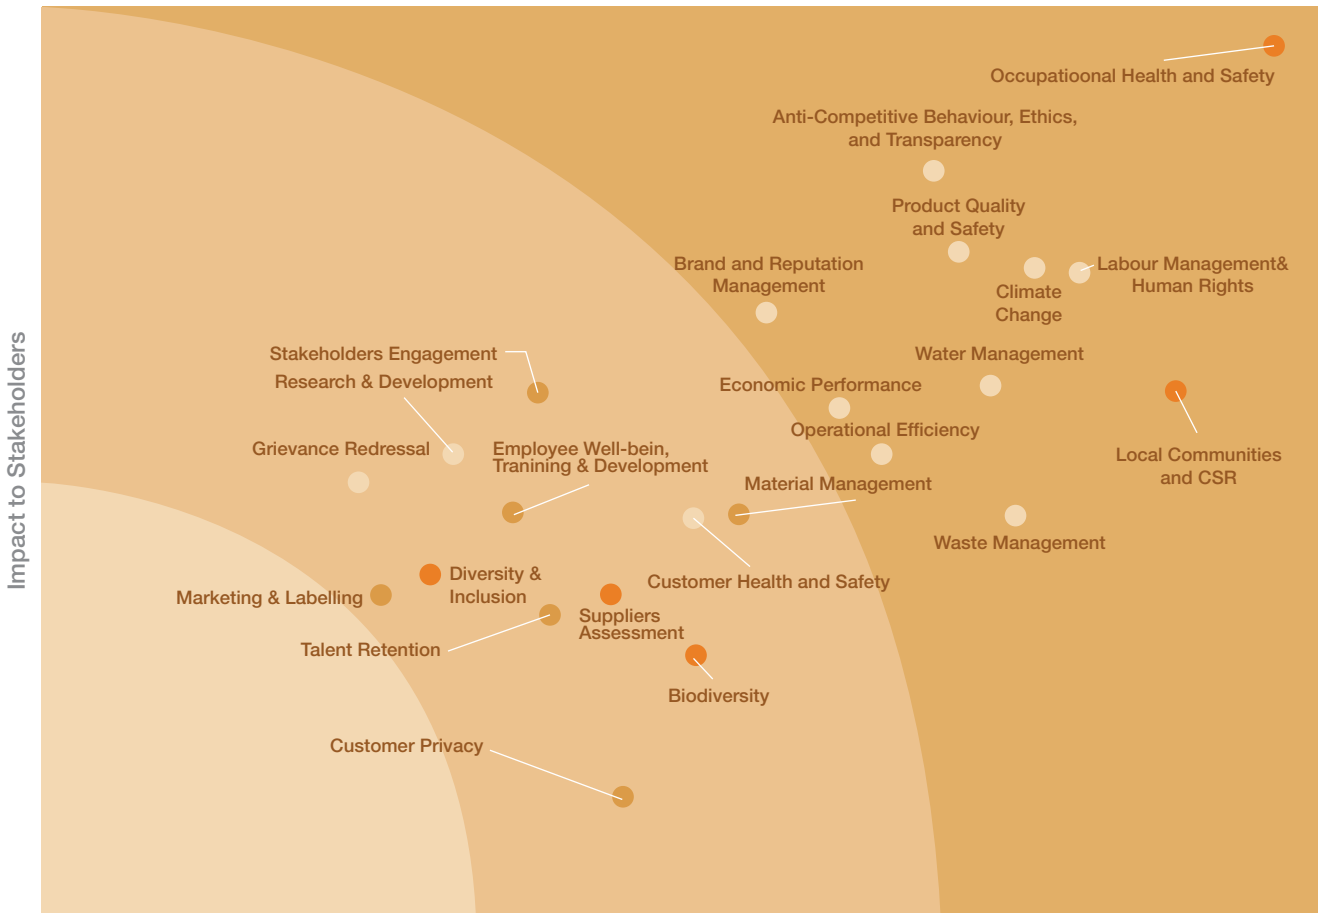 Impact to Stakeholders
Occupatioonal Health and Safety
Anti-Competitive Behaviour, Ethics,
and Transparency
Product Quality
and Safety
Brand and Reputation
Management
Climate
Change
Labour Management&
Human Rights
Stakeholders Engagement
Research & Development
Water Management
Economic Performance
Operational Efficiency
Grievance Redressal
Employee Well-bein,
Tranining & Development
Material Management
Local Communities
and CSR
Waste Management
Customer Health and Safety
Diversity &
Inclusion
Marketing & Labelling
Suppliers
Assessment
Talent Retention
Biodiversity
Customer Privacy